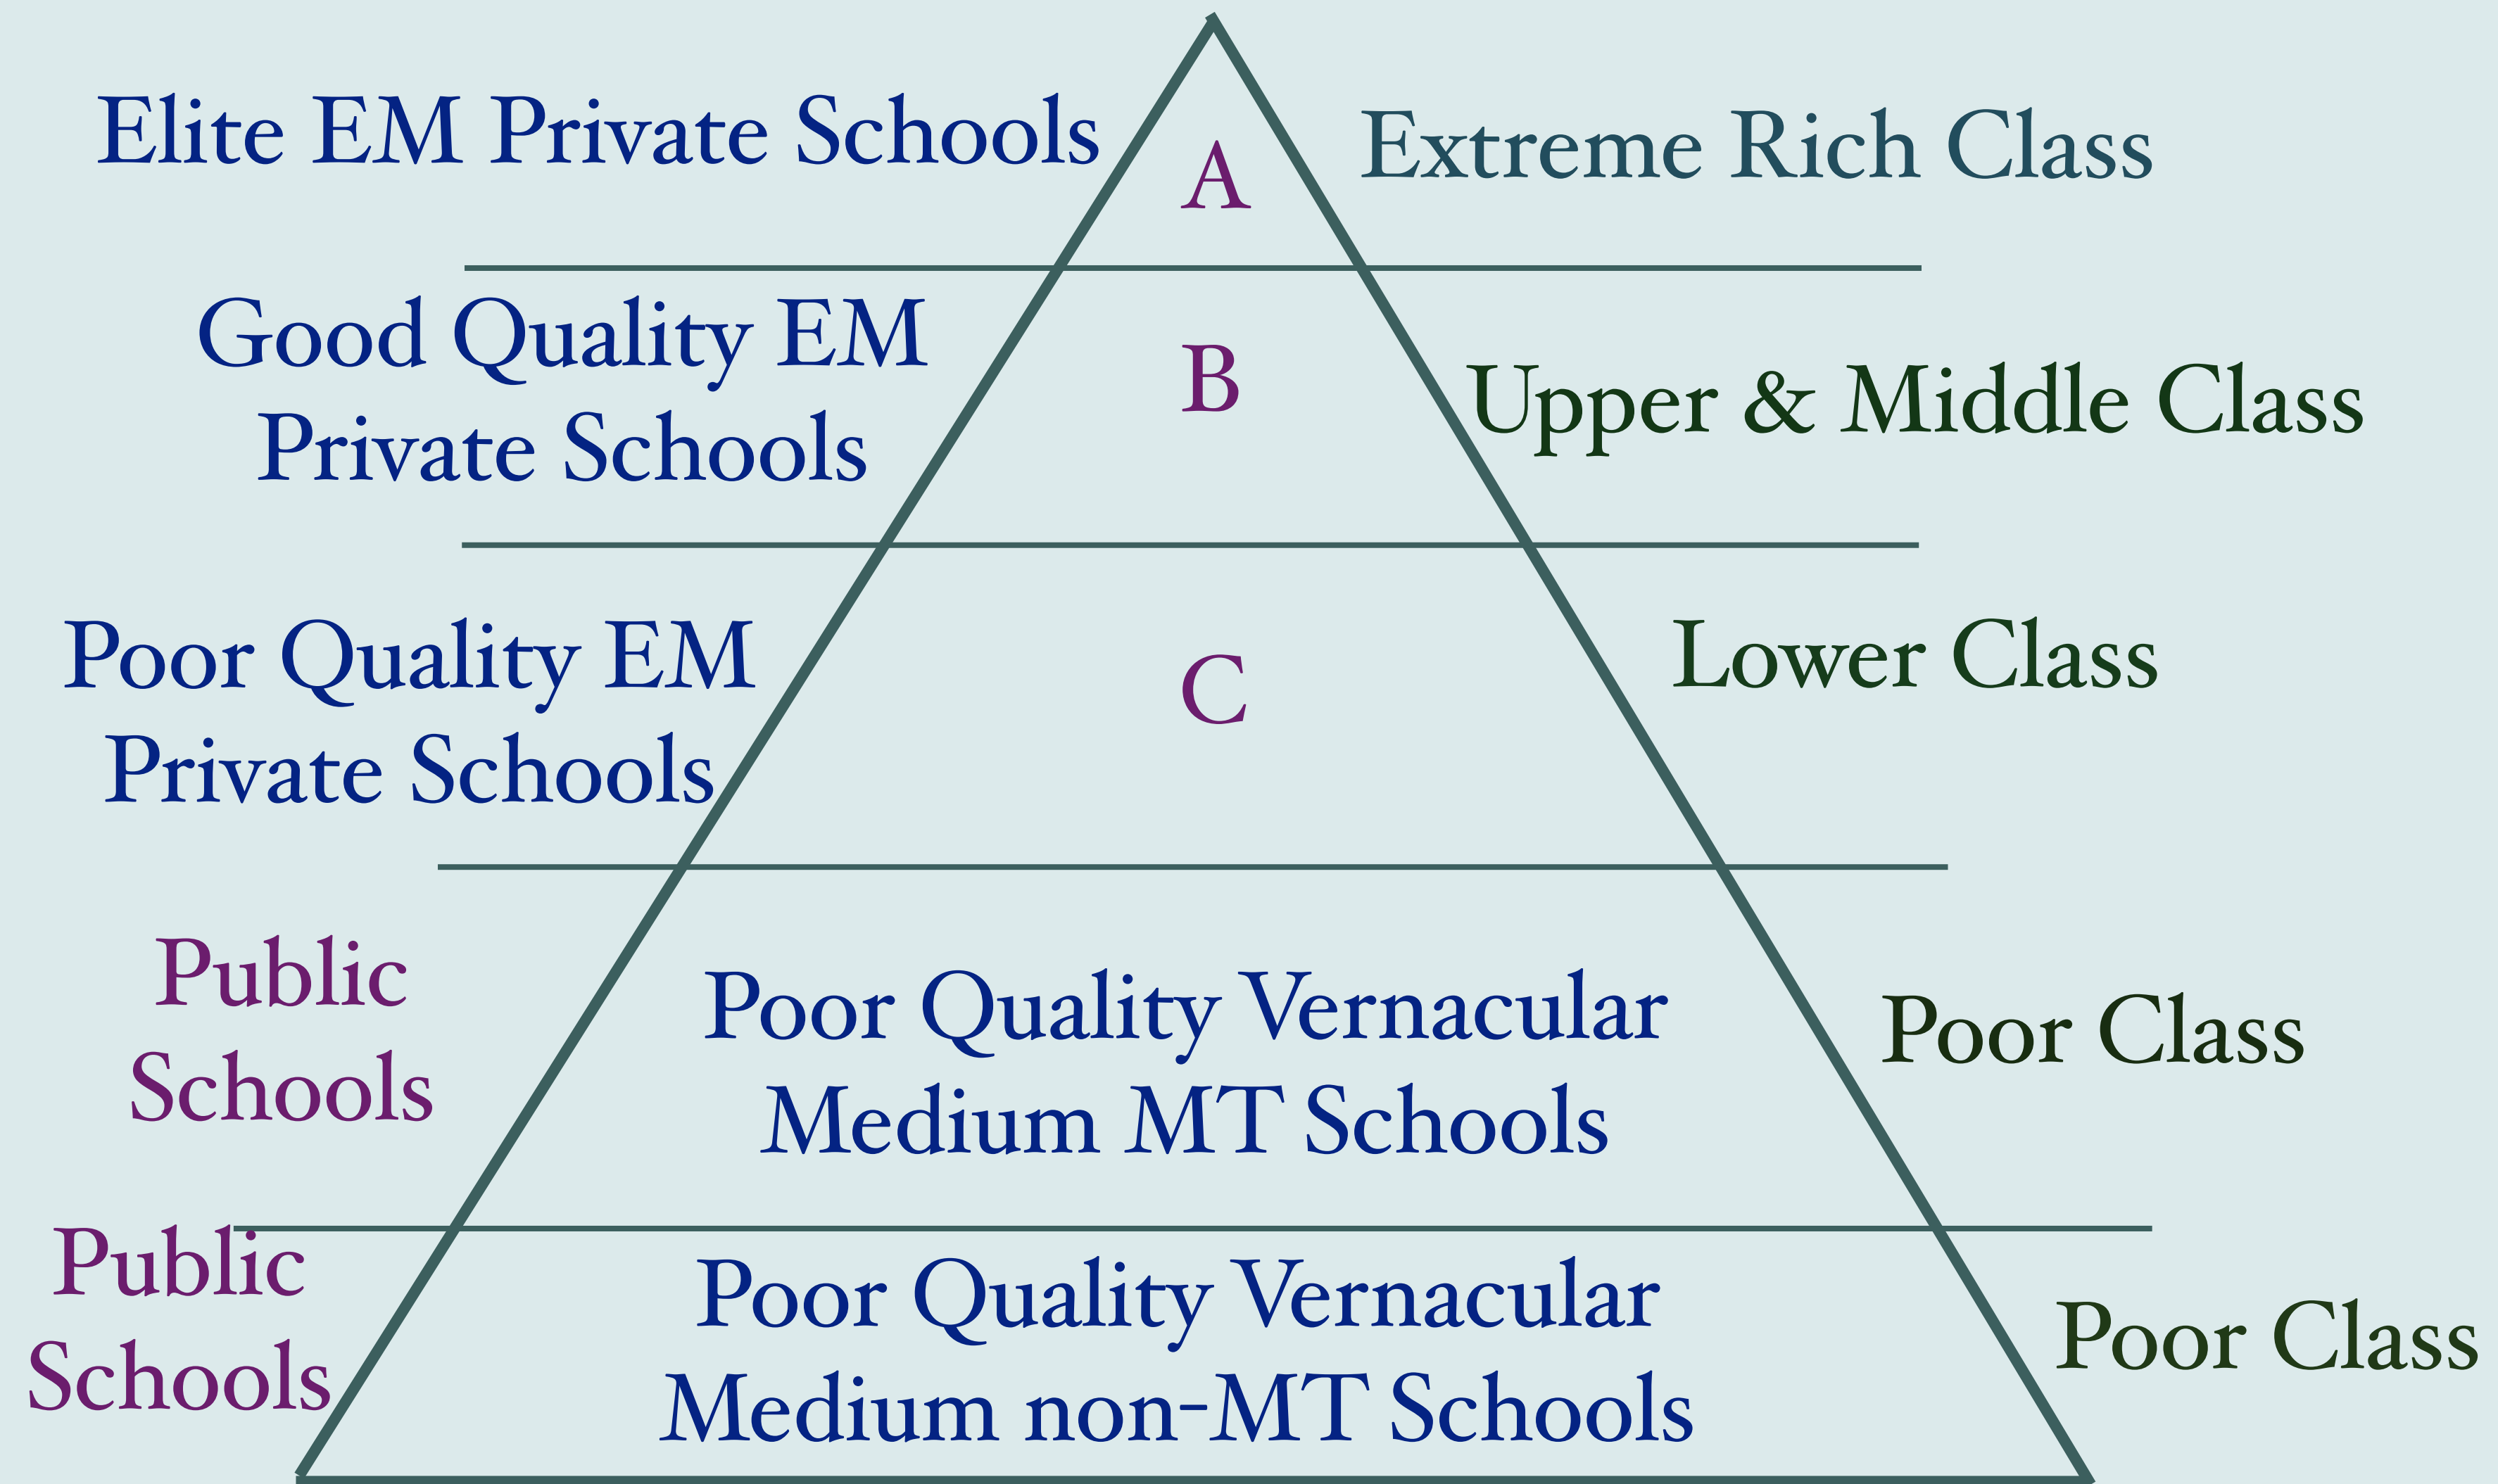 Elite EM Private Schools
A
Extreme Rich Class
Good Quality EM
Private Schools
B
Upper & Middle Class
Poor Quality EM
Private Schools
C
Lower Class
Public
Schools
Poor Quality Vernacular
Medium MT Schools
Poor Class
Public
Schools
Poor Quality Vernacular
Medium non-MT Schools
Poor Class